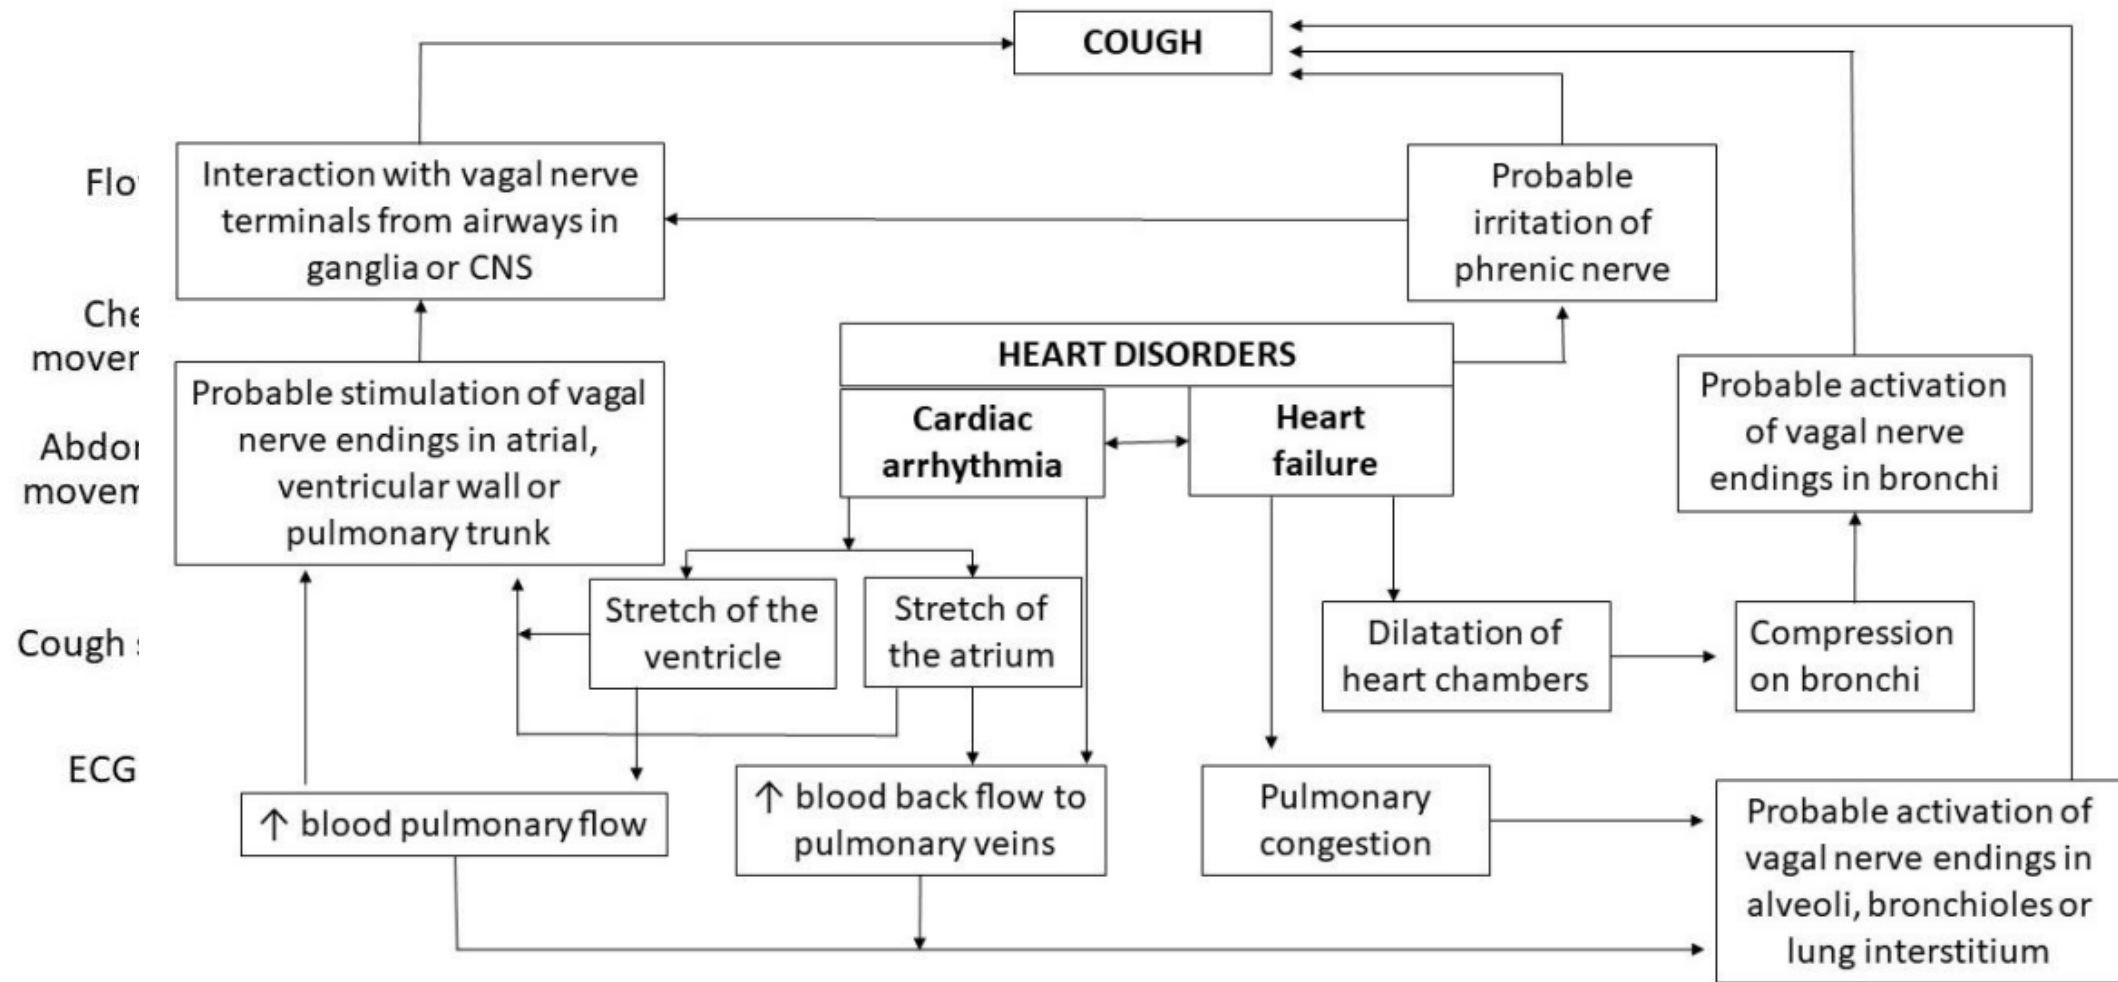 COUGH
Flo
Interaction with vagal nerve
terminals from airways in
ganglia or CNS
Probable
irritation of
phrenic nerve
Che
HEART DISORDERS
Probable stimulation of vagal
nerve endings in atrial,
ventricular wall or
pulmonary trunk
Cardiac
arrhythmia
Heart
failure
Probable activation
of vagal nerve
endings in bronchi
Abdo
Stretch of the
ventricle
Stretch of
the atrium
Dilatation of
heart chambers
Compression
on bronchi
Cough
ECG
↑ blood pulmonary flow
↑ blood back flow to
pulmonary veins
Pulmonary
congestion
Probable activation of
vagal nerve endings in
alveoli, bronchioles or
lung interstitium